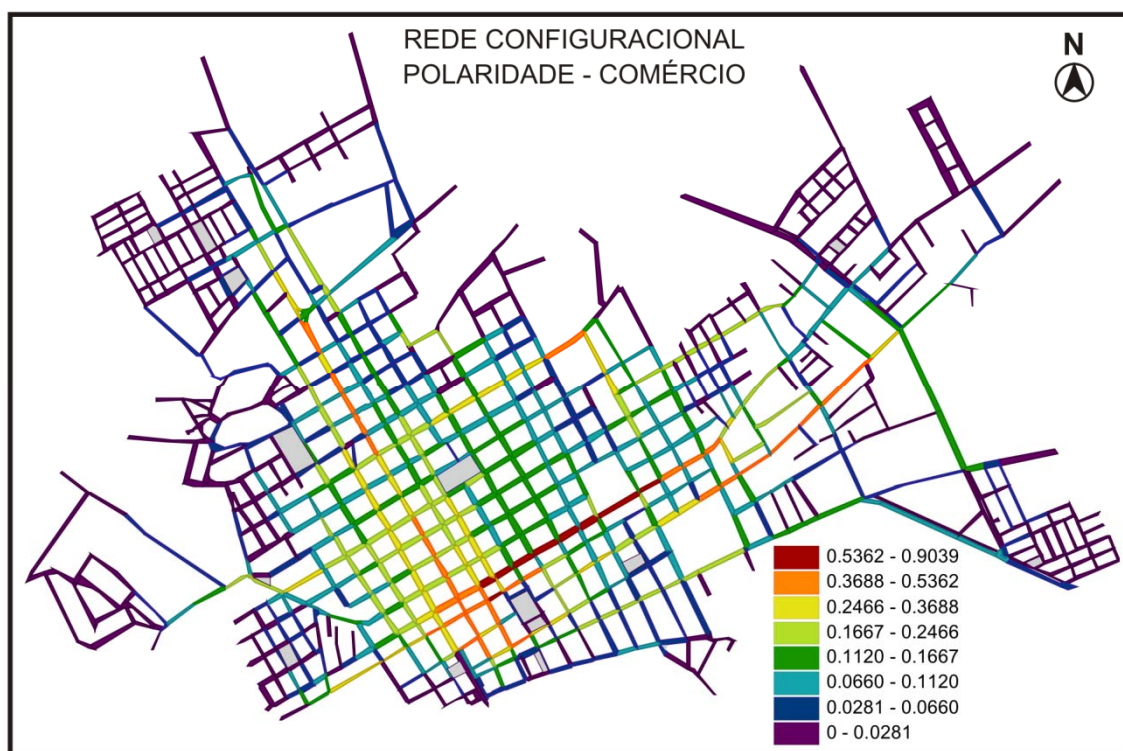 REDE CONFIGURACIONAL
POLARIDADE - COMÉRCIO
N
0.5362 - 0.9039
0.3688 - 0.5362
0.2466 - 0.3688
0.1667 - 0.2466
0.1120 - 0.1667
0.0660 - 0.1120
0.0281 - 0.0660
0 - 0.0281